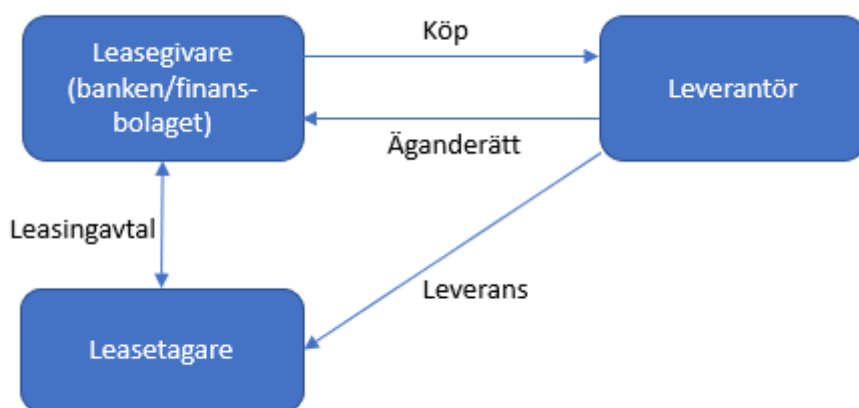 Leasegivare
(banken/finans-
bolaget)
Köp
Leverantör
Äganderätt
Leasingavtal
Leverans
Leasetagare